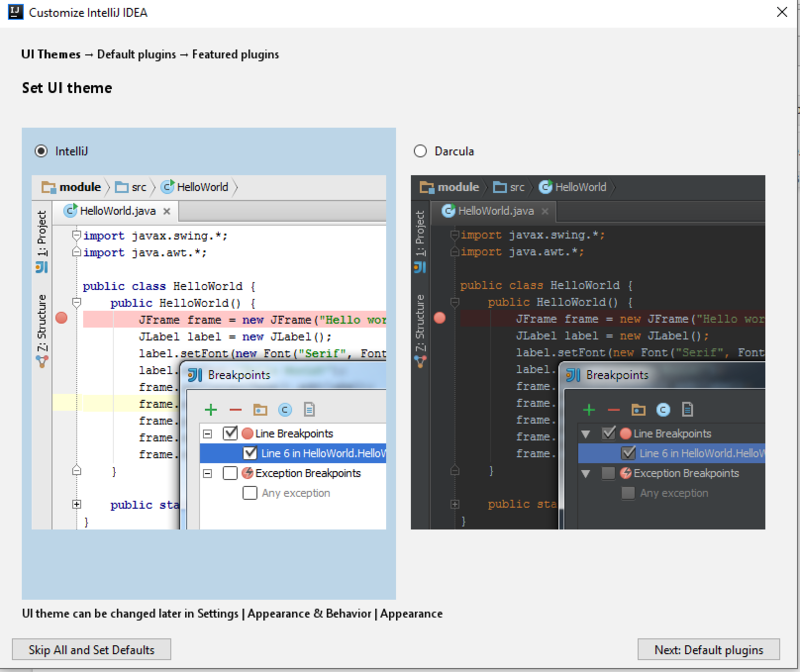 Customize IntelliJ IDEA
UI Themes → Default plugins → Featured plugins
Set UI theme
IntelliJ
module
src
HelloWorld
HelloWorld.java
1: Project
7: Structure
import javax.swing.*;
import java.awt.*;
public class HelloWorld {
public HelloWorld() {
JFrame frame = new JFrame("Hello wor
JLabel label = new JLabel();
label.setFont(new Font("Serif", Font
label.
frame.
frame.
frame.
frame.
frame.
}
public sta
}
Breakpoints
Line Breakpoints
Line 6 in HelloWorld.HelloW
Exception Breakpoints
Any exception
Darcula
module
src
HelloWorld
HelloWorld.java
1: Project
7: Structure
import javax.swing.*;
import java.awt.*;
public class HelloWorld {
public HelloWorld() {
JFrame frame = new JFrame("Hello wor
JLabel label = new JLabel();
label.setFont(new Font("Serif", Font
label.
frame.
frame.
frame.
frame.
frame.
}
public sta
}
Breakpoints
Line Breakpoints
Line 6 in HelloWorld.HelloW
Exception Breakpoints
Any exception
UI theme can be changed later in Settings | Appearance & Behavior | Appearance
Skip All and Set Defaults
Next: Default plugins